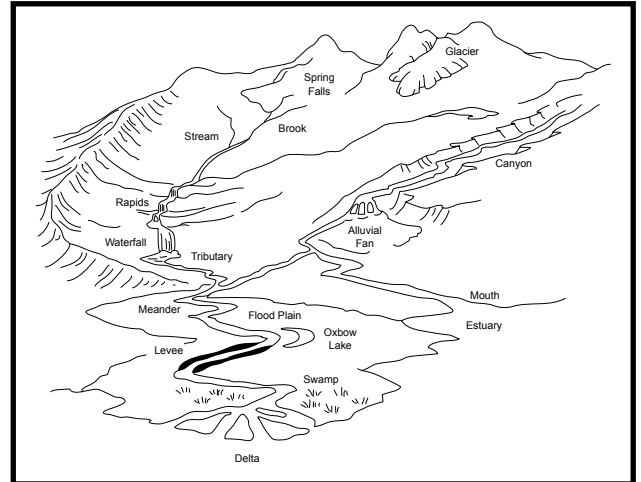 Glacier
Spring
Falls
Brook
Stream
Canyon
Rapids
Alluvial
Fan
Waterfall
Tributary
Mouth
Meander
Flood Plain
Estuary
Oxbow
Lake
Levee
Swamp
Delta